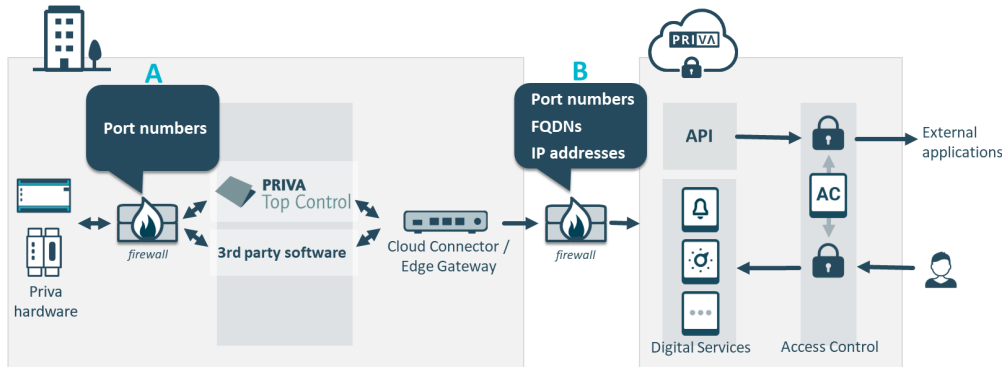 A
Port numbers
PRIVA
Top Control
3rd party software
firewall
Priva
hardware
Cloud Connector /
Edge Gateway
B
Port numbers
FQDNs
IP addresses
firewall
PRIVA
API
AC
External
applications
Digital Services
Access Control